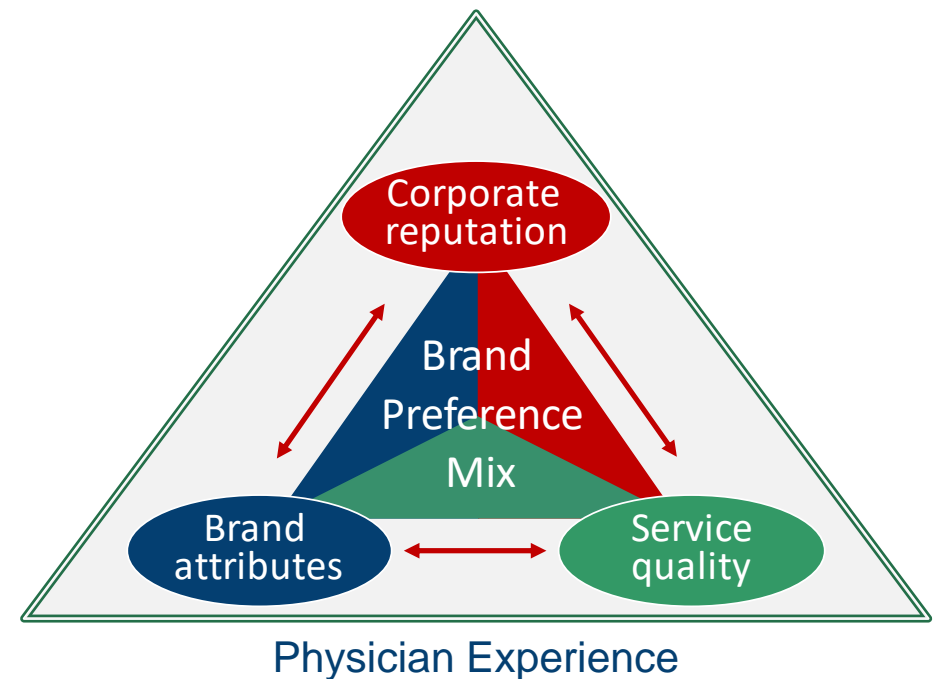 Corporate
reputation
Brand
Preference
Mix
Brand
attributes
Service
quality
Physician Experience